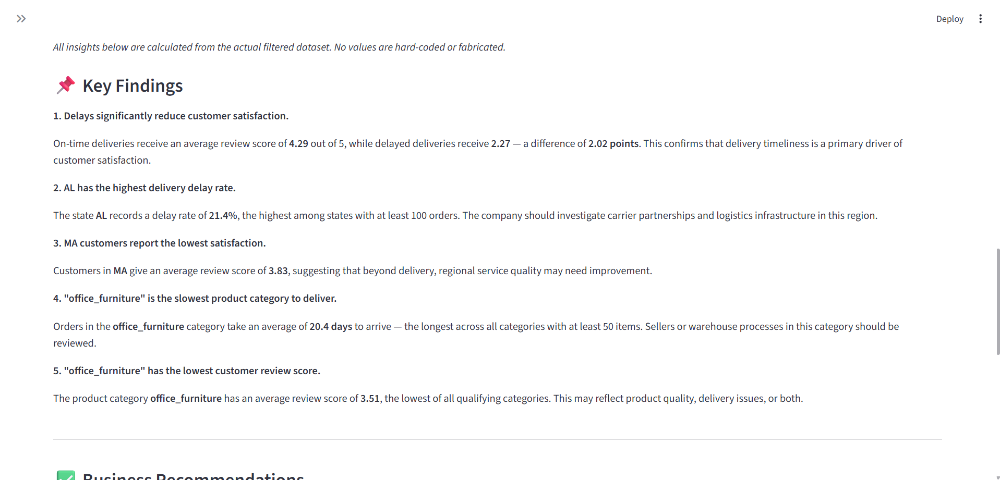 Deploy
All insights below are calculated from the actual filtered dataset. No values are hard-coded or fabricated.
Key Findings
1. Delays significantly reduce customer satisfaction.
On-time deliveries receive an average review score of 4.29 out of 5, while delayed deliveries receive 2.27 — a difference of 2.02 points. This confirms that delivery timeliness is a primary driver of
customer satisfaction.
2. AL has the highest delivery delay rate.
The state AL records a delay rate of 21.4%, the highest among states with at least 100 orders. The company should investigate carrier partnerships and logistics infrastructure in this region.
3. MA customers report the lowest satisfaction.
Customers in MA give an average review score of 3.83, suggesting that beyond delivery, regional service quality may need improvement.
4. "office_furniture" is the slowest product category to deliver.
Orders in the office_furniture category take an average of 20.4 days to arrive — the longest across all categories with at least 50 items. Sellers or warehouse processes in this category should be
reviewed.
5. "office_furniture" has the lowest customer review score.
The product category office_furniture has an average review score of 3.51, the lowest of all qualifying categories. This may reflect product quality, delivery issues, or both.
Business Recommendations